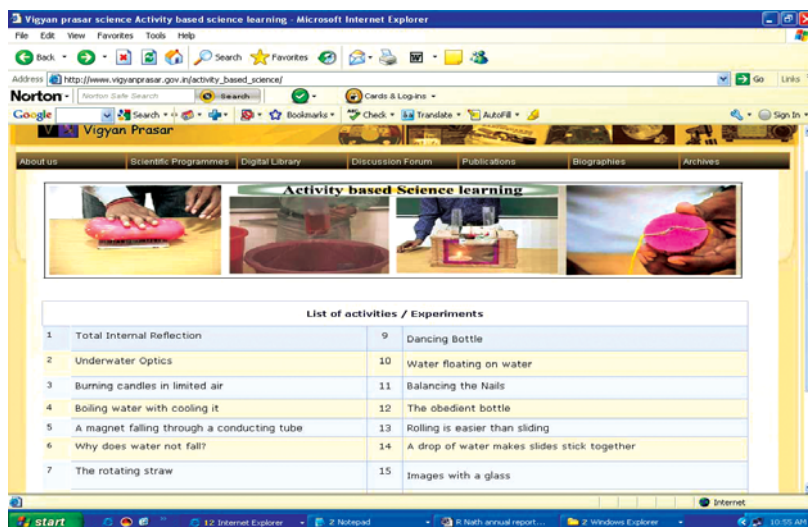 Vigyan prasar science Activity based science learning - Microsoft Internet Explorer
File Edit View Favorites Tools Help
Back Search Favorites
Address http://www.vigyanprasar.gov.in/activity_based_science/ Go Links
Norton Norton Safe Search Search Cards & Log-ins
Google Search Bookmarks Check Translate AutoFill Sign In
Vigyan Prasar
About us Scientific Programmes Digital Library Discussion Forum Publications Biographies Archives
Activity based Science learning
List of activities / Experiments
1 Total Internal Reflection 9 Dancing Bottle
2 Underwater Optics 10 Water floating on water
3 Burning candles in limited air 11 Balancing the Nails
4 Boiling water with cooling it 12 The obedient bottle
5 A magnet falling through a conducting tube 13 Rolling is easier than sliding
6 Why does water not fall? 14 A drop of water makes slides stick together
7 The rotating straw 15 Images with a glass
Internet
start 12 Internet Explorer 2 Notepad R Nath annual report... 2 Windows Explorer 10:55 AM